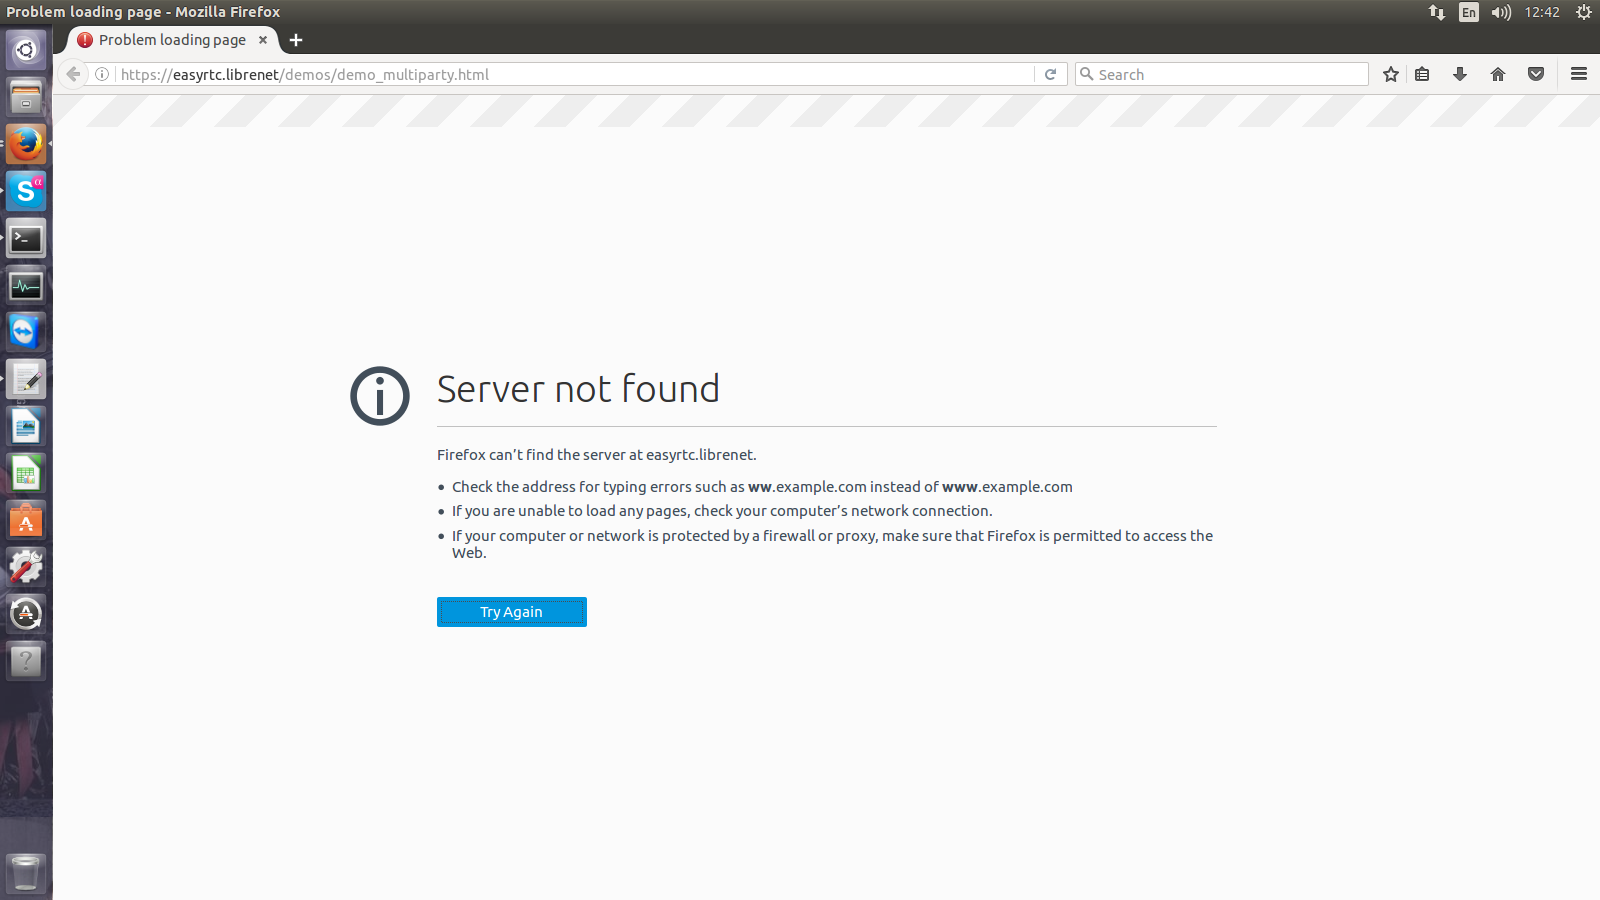 Problem loading page - Mozilla Firefox
En
12:42
Problem loading page
https://easyrtc.librenet/demos/demo_multiparty.html
Search
Server not found
Firefox can’t find the server at easyrtc.librenet.
• Check the address for typing errors such as ww.example.com instead of www.example.com
• If you are unable to load any pages, check your computer’s network connection.
• If your computer or network is protected by a firewall or proxy, make sure that Firefox is permitted to access the
Web.
Try Again